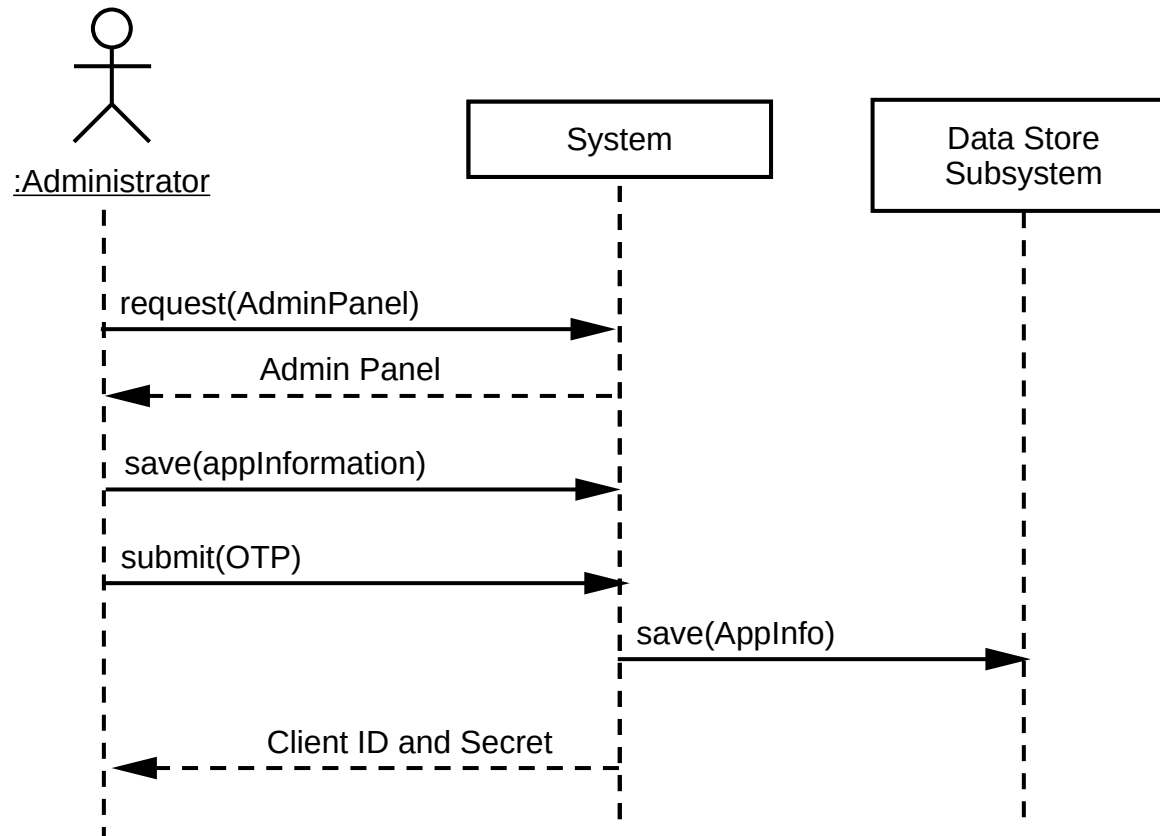 :Administrator
System
Data Store
Subsystem
request(AdminPanel)
Admin Panel
save(appInformation)
submit(OTP)
save(AppInfo)
Client ID and Secret